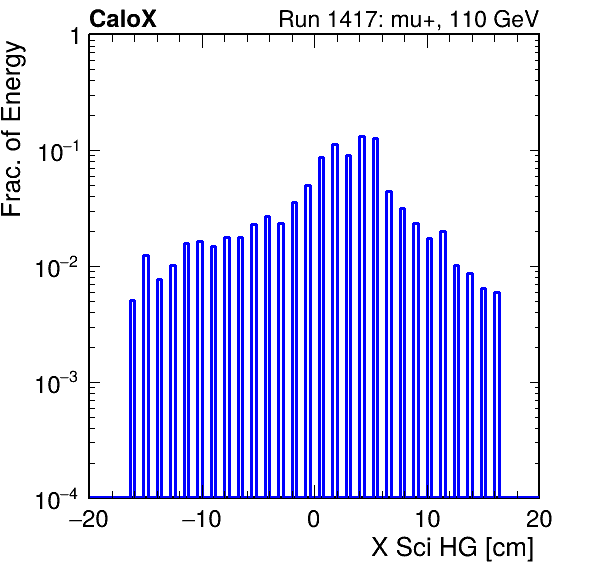 CaloX Run 1417: mu+, 110 GeV
Frac. of Energy
1
10⁻¹
10⁻²
10⁻³
10⁻⁴
−20 −10 0 10 20
X Sci HG [cm]